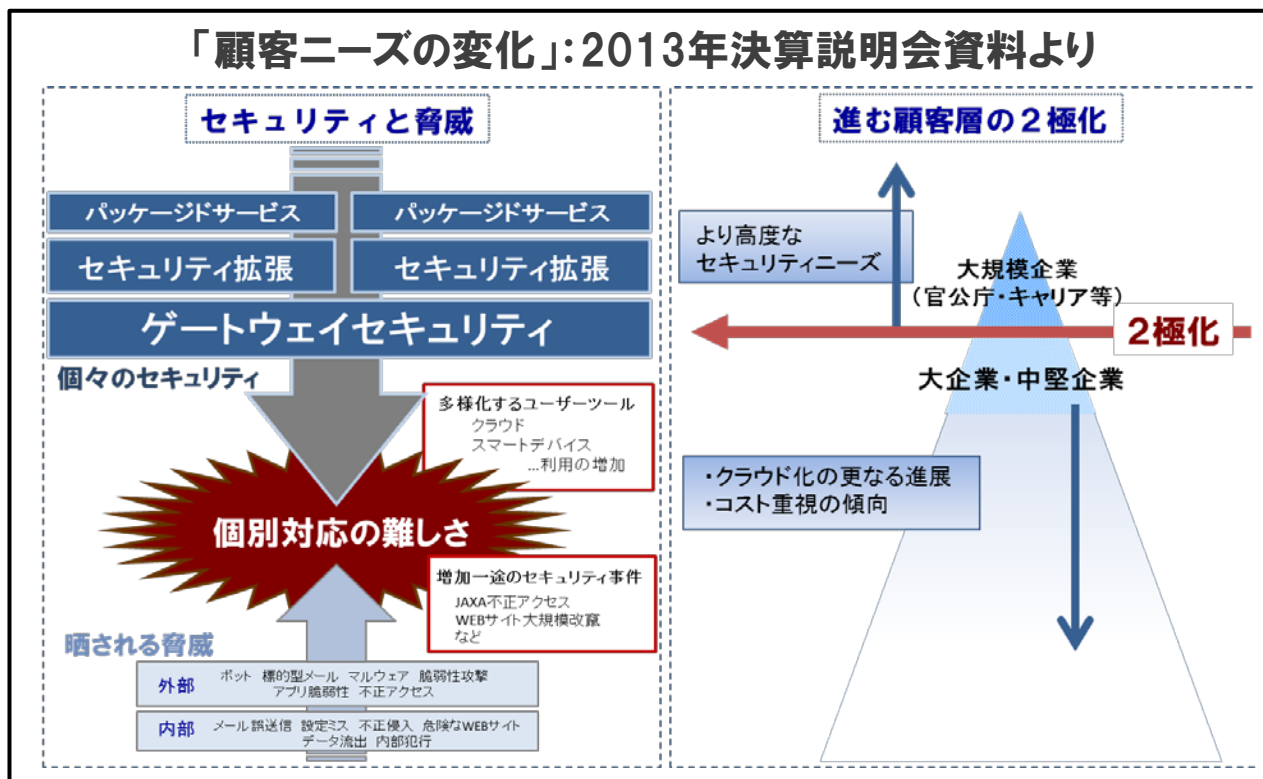 「顧客ニーズの変化」:2013年決算説明会資料より
セキュリティと脅威
パッケージドサービス
パッケージドサービス
セキュリティ拡張
セキュリティ拡張
ゲートウェイセキュリティ
個々のセキュリティ
多様化するユーザーツール
クラウド
スマートデバイス
...利用の増加
個別対応の難しさ
増加一途のセキュリティ事件
JAXA不正アクセス
WEBサイト大規模改竄
など
晒される脅威
外部
ボット 標的型メール マルウェア 脆弱性攻撃
アプリ脆弱性 不正アクセス
内部
メール誤送信 設定ミス 不正侵入 危険なWEBサイト
データ流出 内部犯行
進む顧客層の2極化
より高度な
セキュリティニーズ
大規模企業
(官公庁・キャリア等)
2極化
大企業・中堅企業
・クラウド化の更なる進展
・コスト重視の傾向